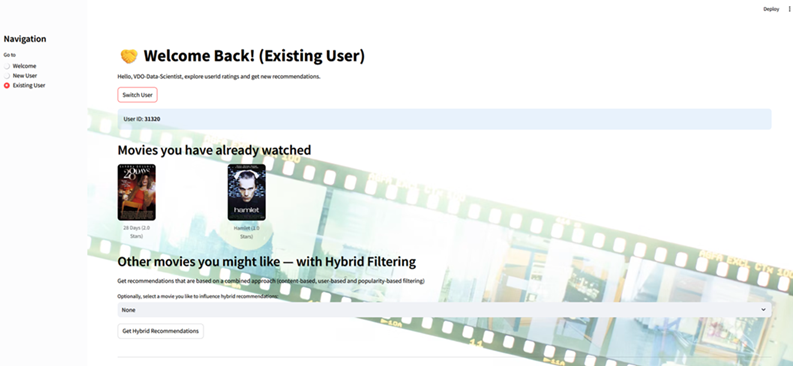 Deploy
Navigation
Go to
Welcome
New User
Existing User
Welcome Back! (Existing User)
Hello, VDO-Data-Scientist, explore userId ratings and get new recommendations.
Switch User
User ID: 31320
Movies you have already watched
28 DAYS
hamlet
28 Days (2.0
Stars)
Hamlet (2.0
Stars)
Other movies you might like — with Hybrid Filtering
Get recommendations that are based on a combined approach (content-based, user-based and popularity-based filtering)
Optionally, select a movie you like to influence hybrid recommendations:
None
Get Hybrid Recommendations
11